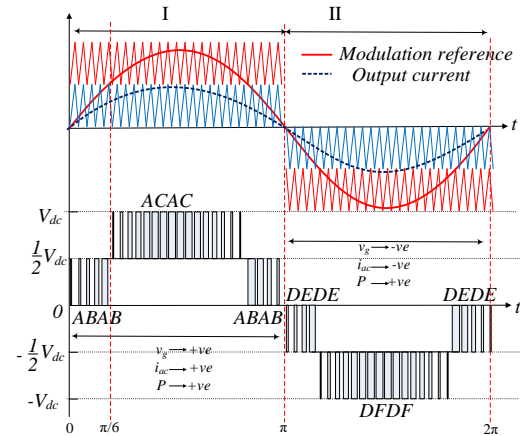 I II
Modulation reference
Output current
t
V_dc
ACAC
1/2 V_dc
v_g → -ve
i_ac → -ve
P → +ve
0
ABAB ABAB DEDE DEDE t
v_g → +ve
i_ac → +ve
P → +ve
- 1/2 V_dc
-V_dc
DFDF
0 π/6 π 2π